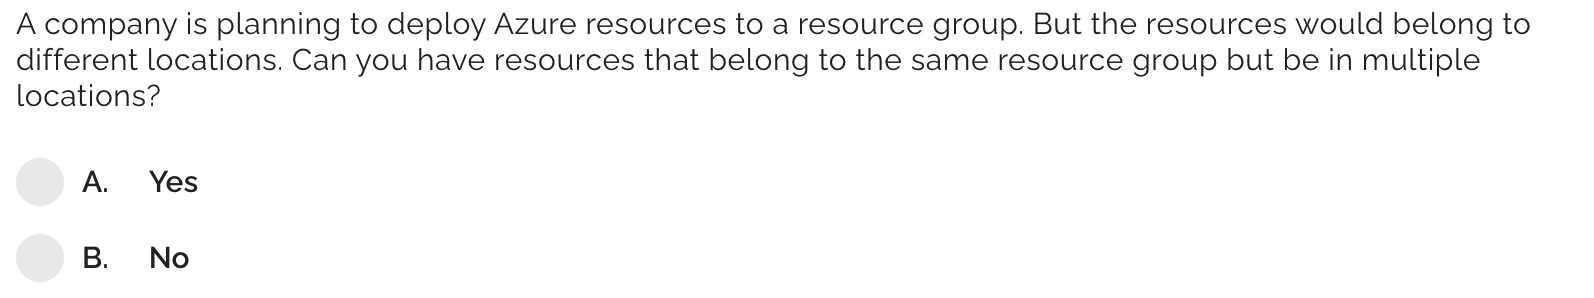 A company is planning to deploy Azure resources to a resource group. But the resources would belong to
different locations. Can you have resources that belong to the same resource group but be in multiple
locations?
A. Yes
B. No